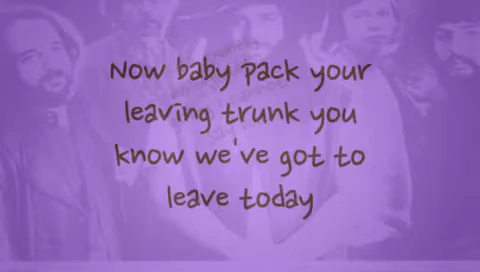 Now baby pack your
leaving trunk you
know we've got to
leave today